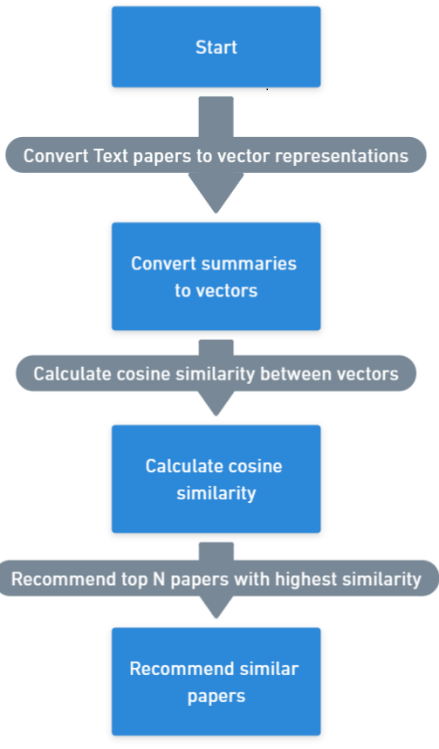 Start
Convert Text papers to vector representations
Convert summaries
to vectors
Calculate cosine similarity between vectors
Calculate cosine
similarity
Recommend top N papers with highest similarity
Recommend similar
papers